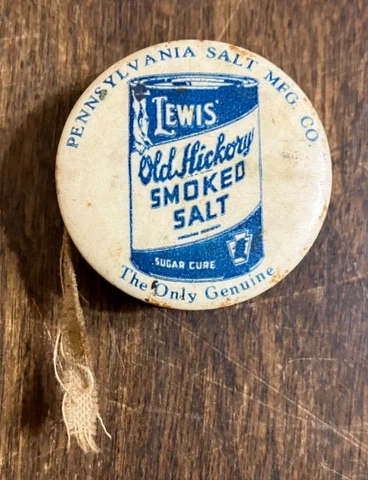 PENNSYLVANIA SALT MFG. CO.
LEWIS'
Old Hickory
SMOKED
SALT
SUGAR CURE
The Only Genuine